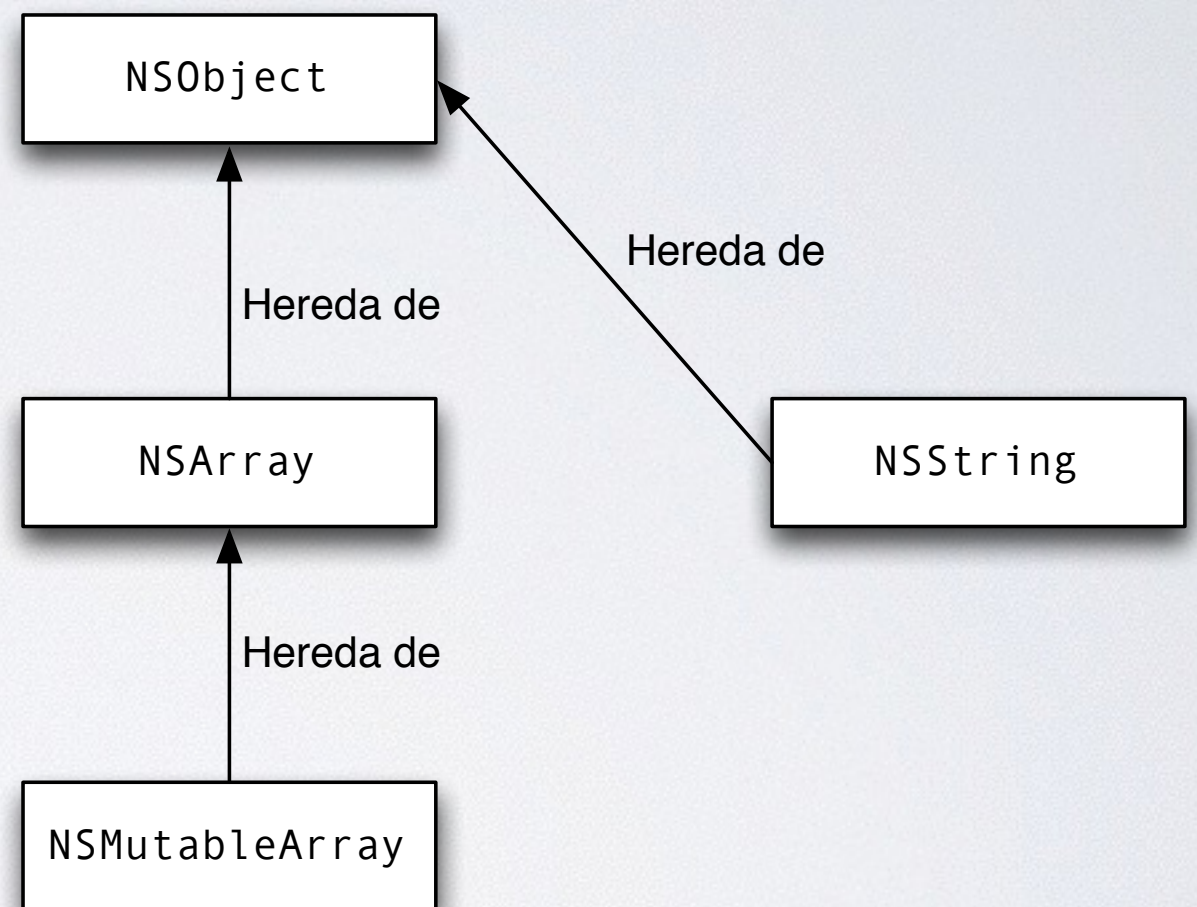 NSObject
Hereda de
Hereda de
NSArray
NSString
Hereda de
NSMutableArray